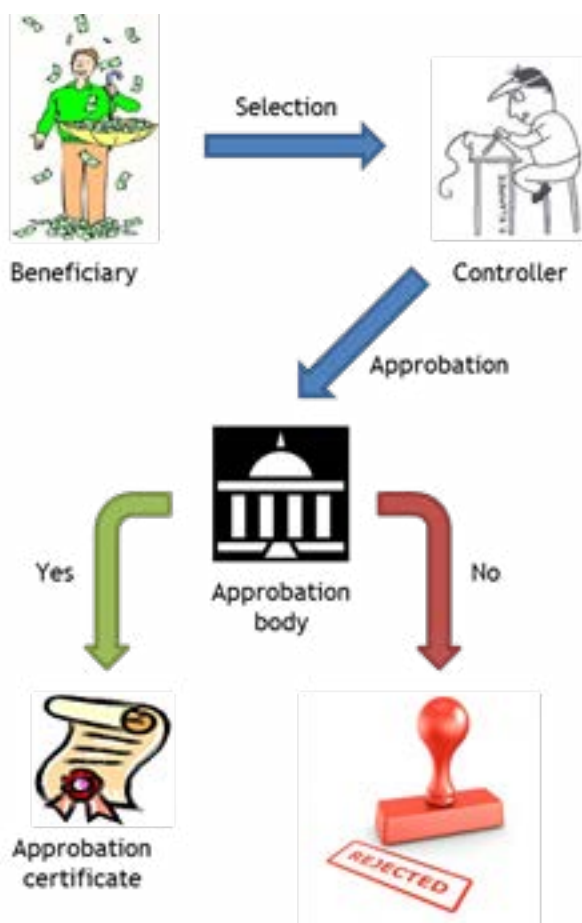 Selection
Beneficiary
Controller
Approbation
Yes
Approbation
body
No
Approbation
certificate
REJECTED